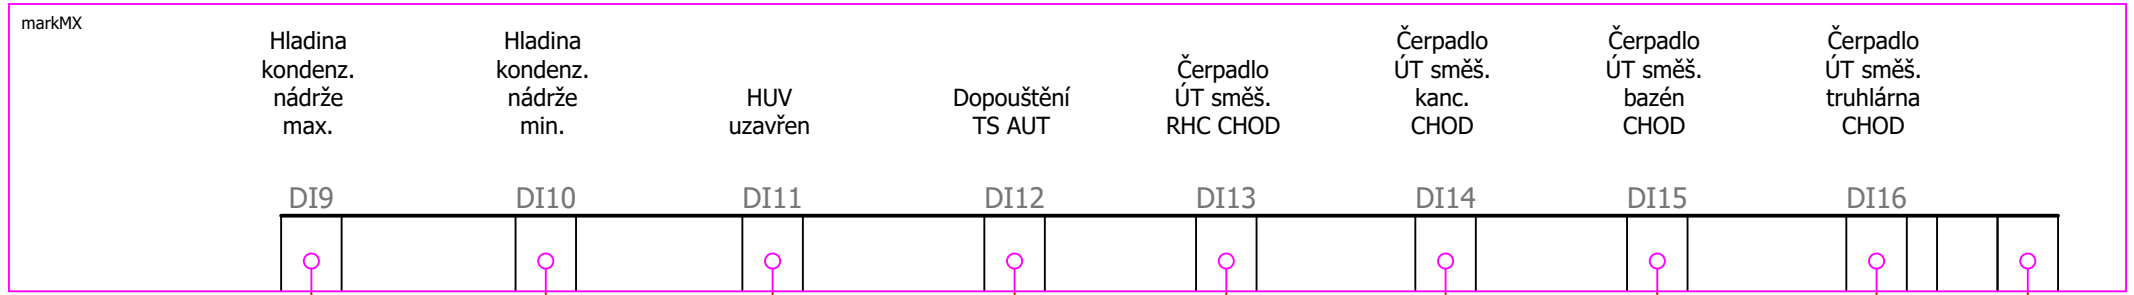 markMX
Hladina
kondenz.
nádrže
max.
Hladina
kondenz.
nádrže
min.
HUV
uzavřen
Dopouštění
TS AUT
Čerpadlo
ÚT směš.
RHC CHOD
Čerpadlo
ÚT směš.
kanc.
CHOD
Čerpadlo
ÚT směš.
bazén
CHOD
Čerpadlo
ÚT směš.
truhlárna
CHOD
DI9 DI10 DI11 DI12 DI13 DI14 DI15 DI16